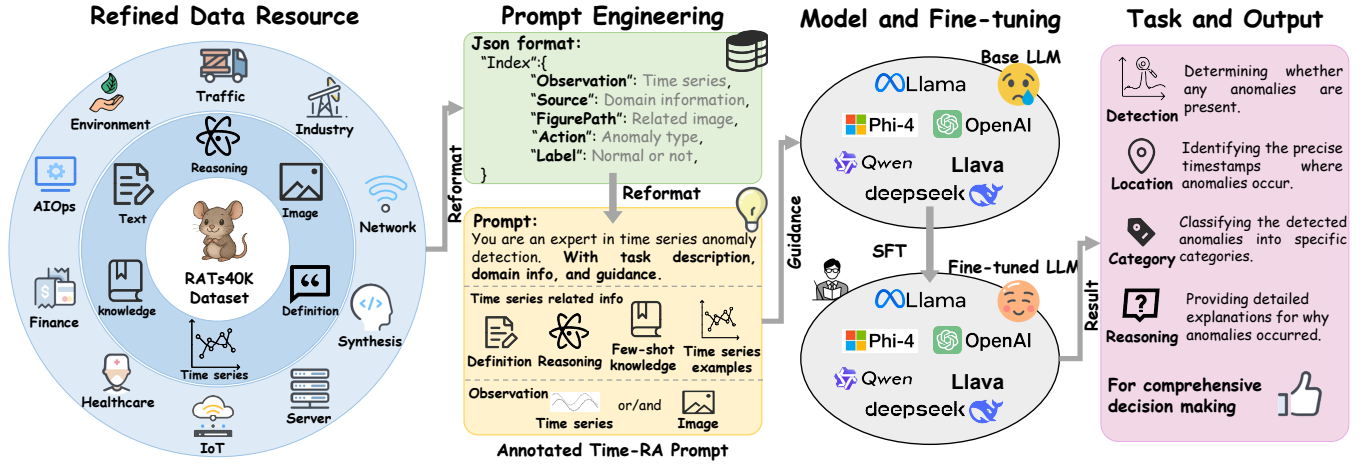 Refined Data Resource
Traffic
Environment
Industry
Reasoning
AIOps
Text
Image
Network
RATs40K
Dataset
Finance
knowledge
Definition
Synthesis
Time series
Healthcare
Server
IoT
Reformat
Prompt Engineering
Json format:
“Index”:{
“Observation”: Time series,
“Source”: Domain information,
“FigurePath”: Related image,
“Action”: Anomaly type,
“Label”: Normal or not,
}
Reformat
Prompt:
You are an expert in time series anomaly
detection. With task description,
domain info, and guidance.
Time series related info
Definition
Reasoning
Few-shot
knowledge
Time series
examples
Observation
Time series
or/and
Image
Annotated Time-RA Prompt
Guidance
Model and Fine-tuning
Base LLM
Meta Llama
Phi-4
OpenAI
Qwen
Llava
deepseek
SFT
Fine-tuned LLM
Llama
Phi-4
OpenAI
Qwen
Llava
deepseek
Result
Task and Output
Detection
Determining whether
any anomalies are
present.
Location
Identifying the precise
timestamps where
anomalies occur.
Category
Classifying the detected
anomalies into specific
categories.
Reasoning
Providing detailed
explanations for why
anomalies occurred.
For comprehensive
decision making